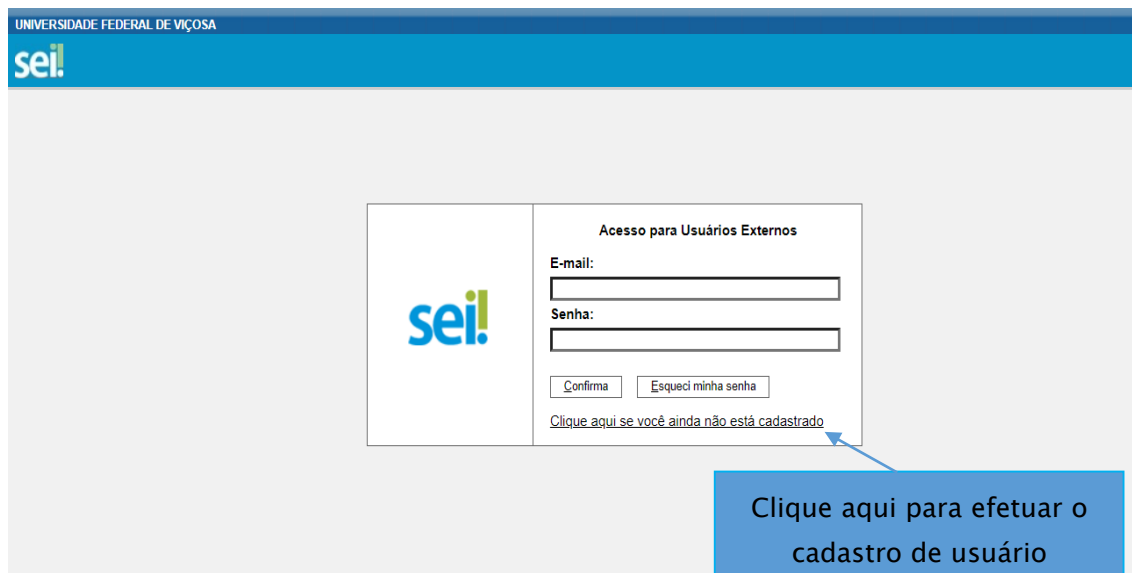 UNIVERSIDADE FEDERAL DE VIÇOSA
sei!
Acesso para Usuários Externos
E-mail:
sei!
Senha:
Confirma Esqueci minha senha
Clique aqui se você ainda não está cadastrado
Clique aqui para efetuar o
cadastro de usuário